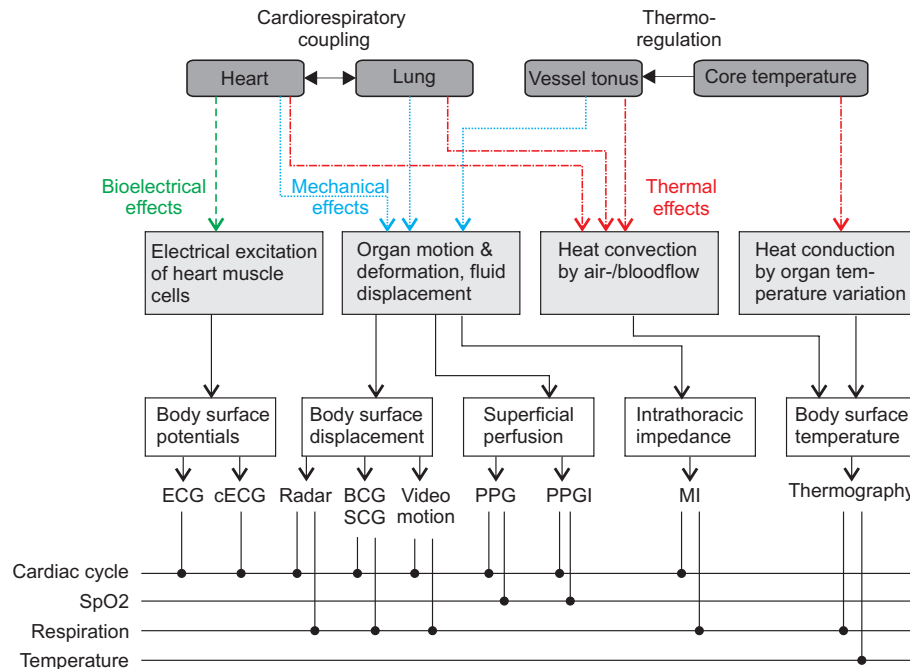 Cardiorespiratory
coupling
Thermo-
regulation
Heart
Lung
Vessel tonus
Core temperature
Bioelectrical
effects
Mechanical
effects
Thermal
effects
Electrical excitation
of heart muscle
cells
Organ motion &
deformation, fluid
displacement
Heat convection
by air-/bloodflow
Heat conduction
by organ tem-
perature variation
Body surface
potentials
Body surface
displacement
Superficial
perfusion
Intrathoracic
impedance
Body surface
temperature
ECG
cECG
Radar
BCG
SCG
Video
motion
PPG
PPGI
MI
Thermography
Cardiac cycle
SpO2
Respiration
Temperature